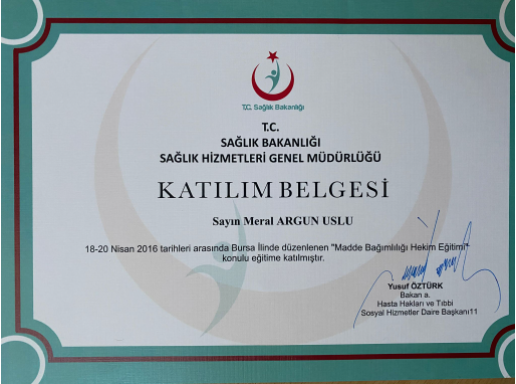 T.C. Sağlık Bakanlığı
T.C.
SAĞLIK BAKANLIĞI
SAĞLIK HİZMETLERİ GENEL MÜDÜRLÜĞÜ
KATILIM BELGESİ
Sayın Meral ARGUN USLU
18-20 Nisan 2016 tarihleri arasında Bursa İlinde düzenlenen "Madde Bağımlılığı Hekim Eğitimi"
konulu eğitime katılmıştır.
Yusuf ÖZTÜRK
Bakan a.
Hasta Hakları ve Tıbbi
Sosyal Hizmetler Daire Başkanı11